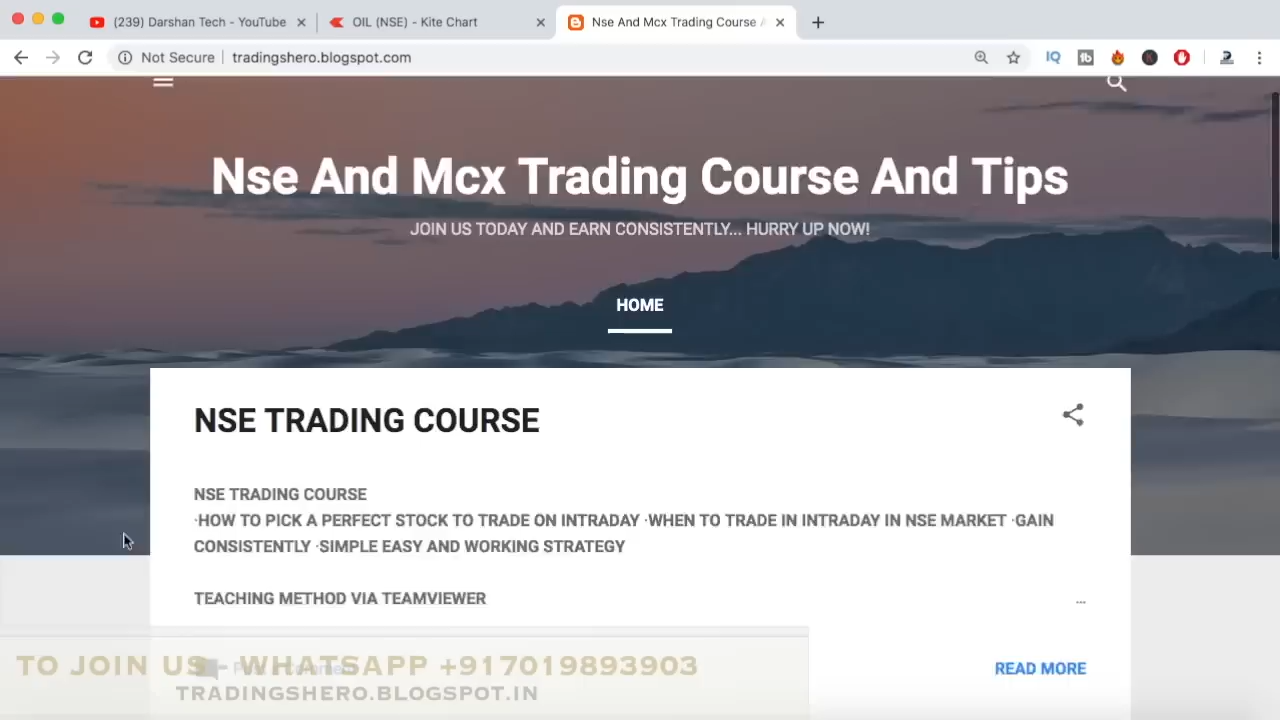 (239) Darshan Tech - YouTube
OIL (NSE) - Kite Chart
Nse And Mcx Trading Course A
Not Secure
tradingshero.blogspot.com
IQ
tb
Nse And Mcx Trading Course And Tips
JOIN US TODAY AND EARN CONSISTENTLY... HURRY UP NOW!
HOME
NSE TRADING COURSE
NSE TRADING COURSE
·HOW TO PICK A PERFECT STOCK TO TRADE ON INTRADAY ·WHEN TO TRADE IN INTRADAY IN NSE MARKET ·GAIN
CONSISTENTLY ·SIMPLE EASY AND WORKING STRATEGY
TEACHING METHOD VIA TEAMVIEWER
...
TO JOIN US - WHATSAPP +917019893903
READ MORE
TRADINGSHERO.BLOGSPOT.IN